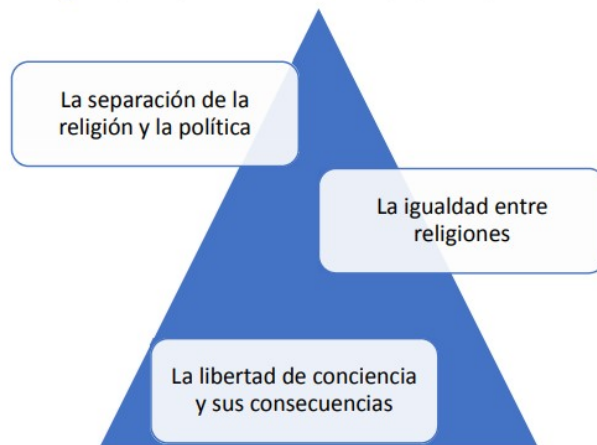 La separación de la
religión y la política
La igualdad entre
religiones
La libertad de conciencia
y sus consecuencias